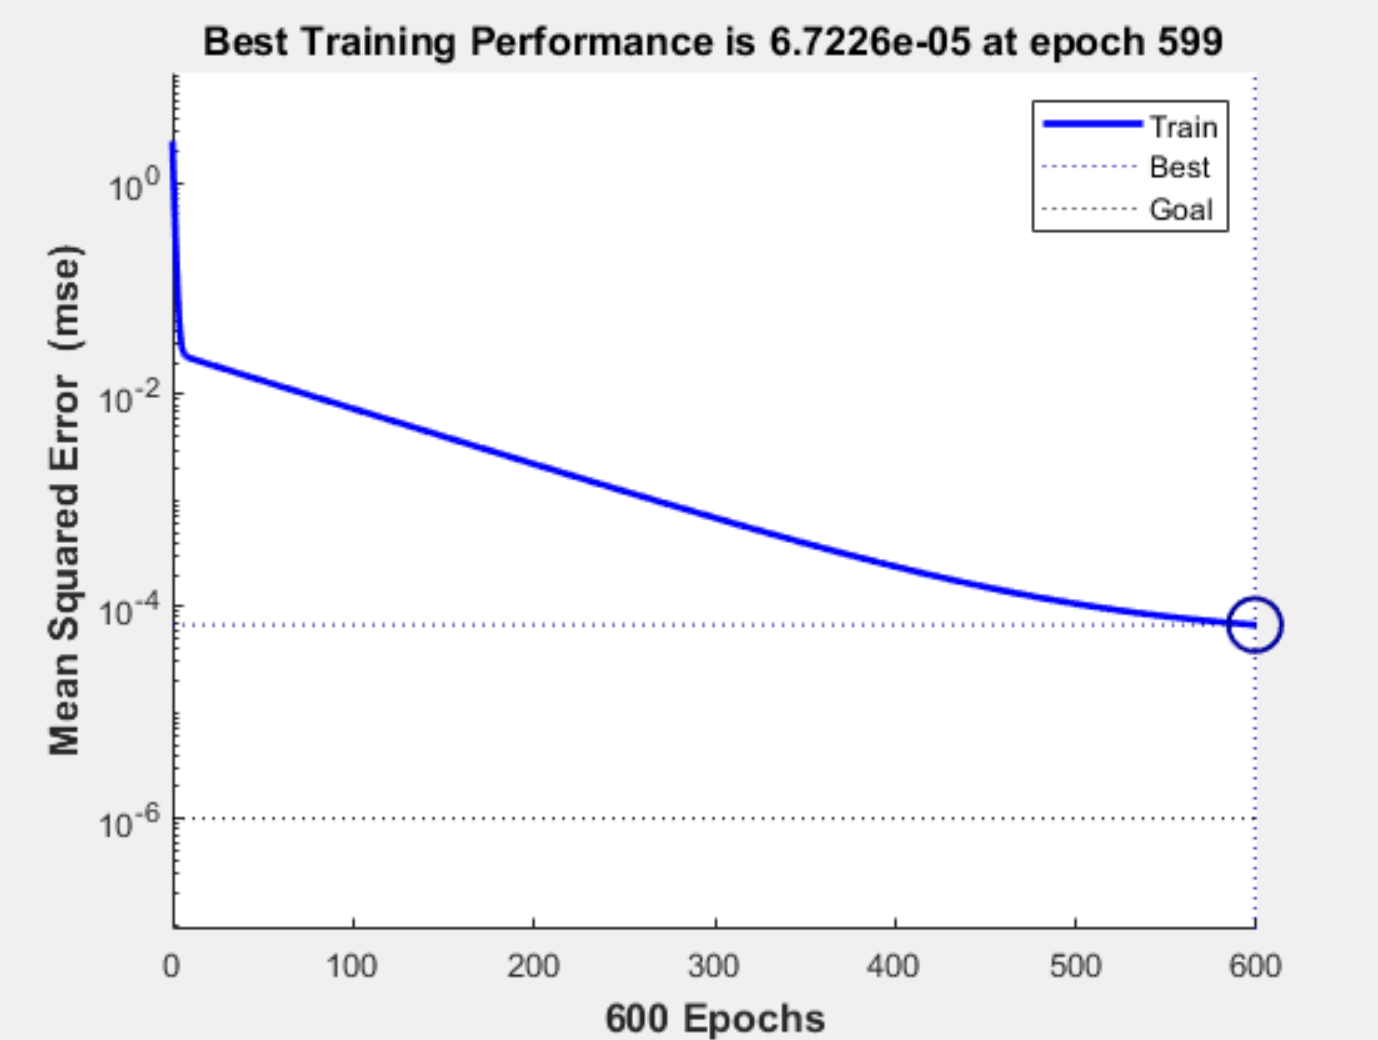 Best Training Performance is 6.7226e-05 at epoch 599
Train
Best
Goal
Mean Squared Error (mse)
10^0
10^-2
10^-4
10^-6
0 100 200 300 400 500 600
600 Epochs